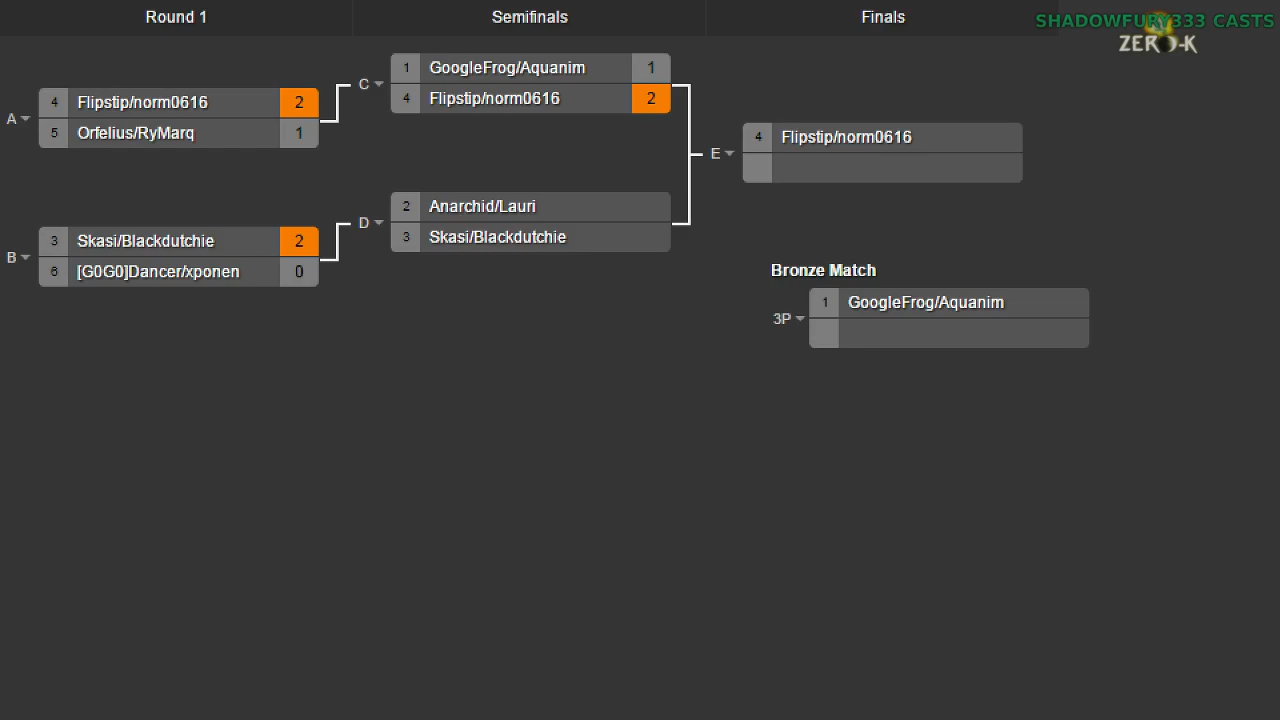 Round 1
Semifinals
Finals
SHADOWFURY333 CASTS
ZERO-K
A
4 Flipstip/norm0616 2
5 Orfelius/RyMarq 1
B
3 Skasi/Blackdutchie 2
6 [G0G0]Dancer/xponen 0
C
1 GoogleFrog/Aquanim 1
4 Flipstip/norm0616 2
D
2 Anarchid/Lauri
3 Skasi/Blackdutchie
E
4 Flipstip/norm0616
Bronze Match
3P
1 GoogleFrog/Aquanim